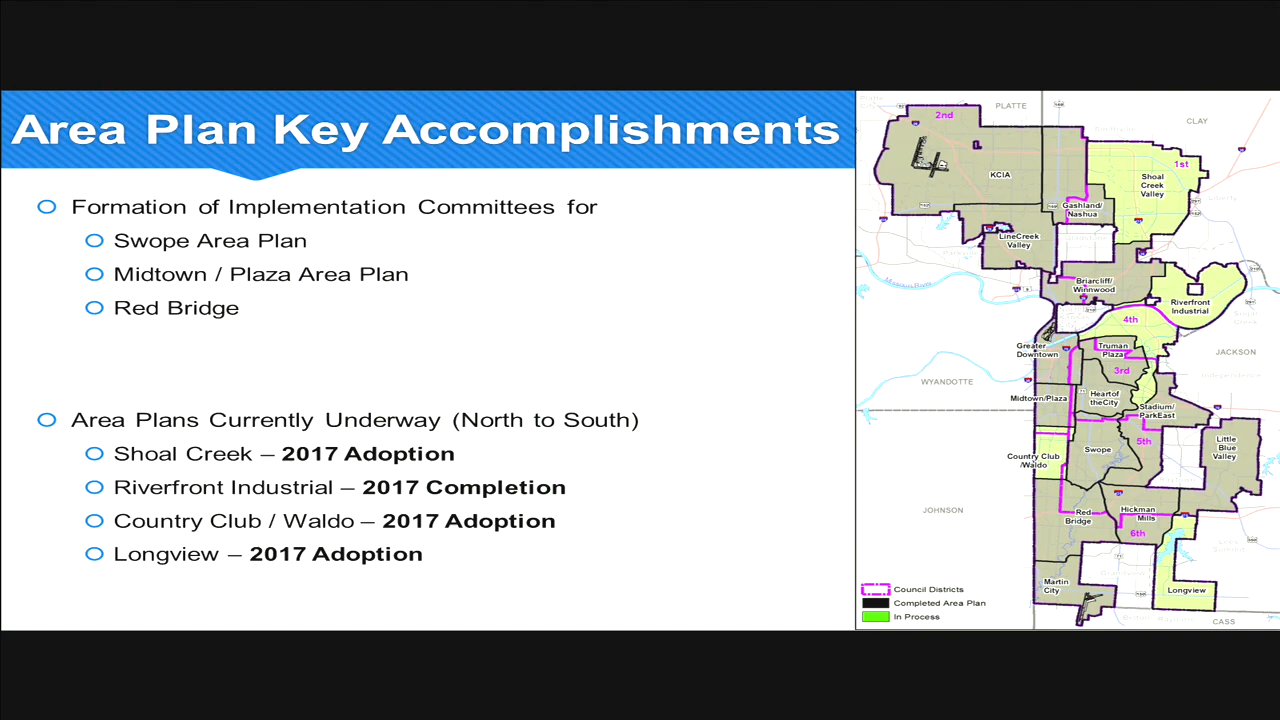 Area Plan Key Accomplishments
Formation of Implementation Committees for
Swope Area Plan
Midtown / Plaza Area Plan
Red Bridge
Area Plans Currently Underway (North to South)
Shoal Creek – 2017 Adoption
Riverfront Industrial – 2017 Completion
Country Club / Waldo – 2017 Adoption
Longview – 2017 Adoption
PLATTE
CLAY
2nd
1st
KCIA
Shoal
Creek
Valley
Gashland/
Nashua
LineCreek
Valley
Briarcliff/
Winnwood
Riverfront
Industrial
4th
Greater
Downtown
Truman
Plaza
JACKSON
3rd
WYANDOTTE
Midtown/Plaza
Heart of
theCity
Stadium/
ParkEast
5th
Little
Blue
Valley
Swope
Country Club
/Waldo
JOHNSON
Red
Bridge
Hickman
Mills
6th
Martin
City
Longview
CASS
Council Districts
Completed Area Plan
In Process